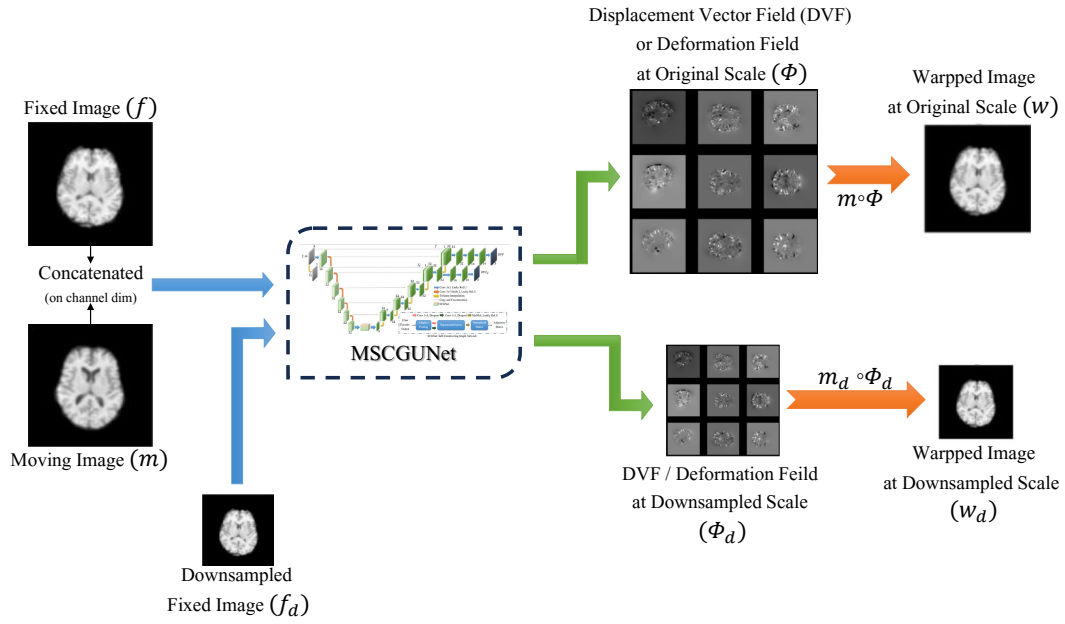 Displacement Vector Field (DVF)
or Deformation Field
at Original Scale (Φ)
Warpped Image
at Original Scale (w)
Fixed Image (f)
Concatenated
(on channel dim)
m∘Φ
MSCGUNet
m_d ∘Φ_d
Moving Image (m)
DVF / Deformation Feild
at Downsampled Scale
(Φ_d)
Warpped Image
at Downsampled Scale
(w_d)
Downsampled
Fixed Image (f_d)